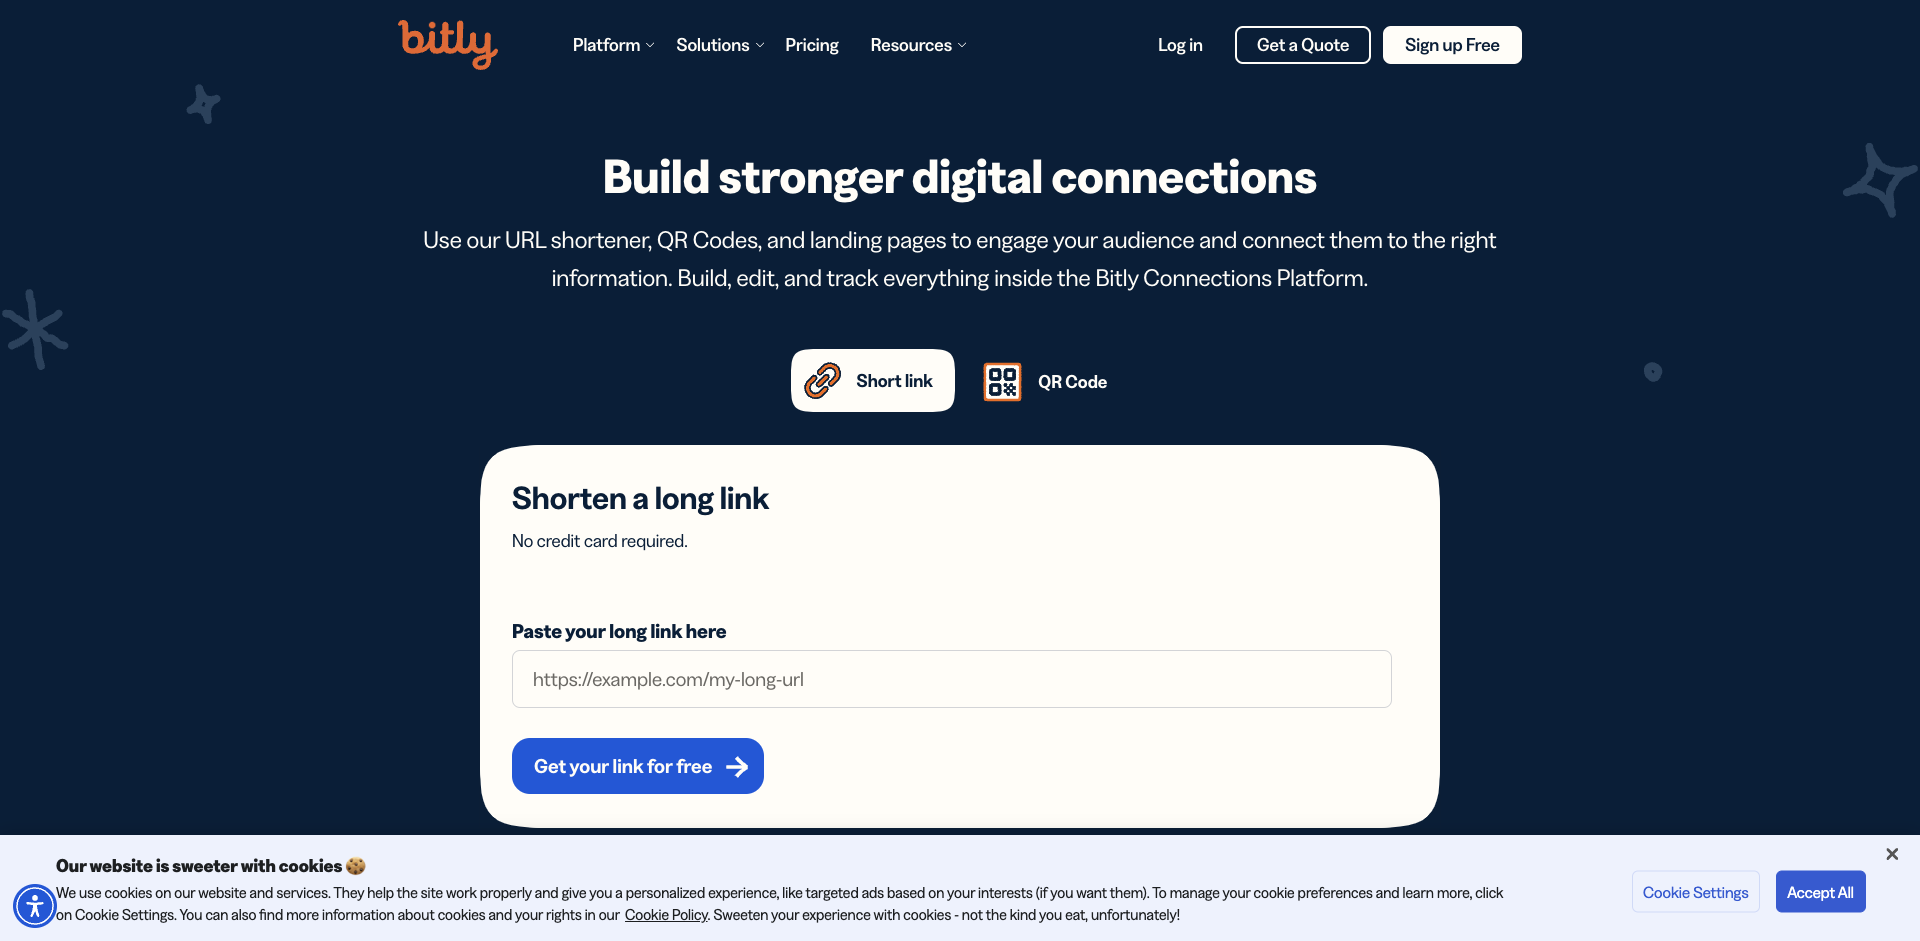 bitly
Platform
Solutions
Pricing
Resources
Log in
Get a Quote
Sign up Free
Build stronger digital connections
Use our URL shortener, QR Codes, and landing pages to engage your audience and connect them to the right
information. Build, edit, and track everything inside the Bitly Connections Platform.
Short link
QR Code
Shorten a long link
No credit card required.
Paste your long link here
https://example.com/my-long-url
Get your link for free
Our website is sweeter with cookies 🍪
We use cookies on our website and services. They help the site work properly and give you a personalized experience, like targeted ads based on your interests (if you want them). To manage your cookie preferences and learn more, click
on Cookie Settings. You can also find more information about cookies and your rights in our Cookie Policy. Sweeten your experience with cookies - not the kind you eat, unfortunately!
Cookie Settings
Accept All